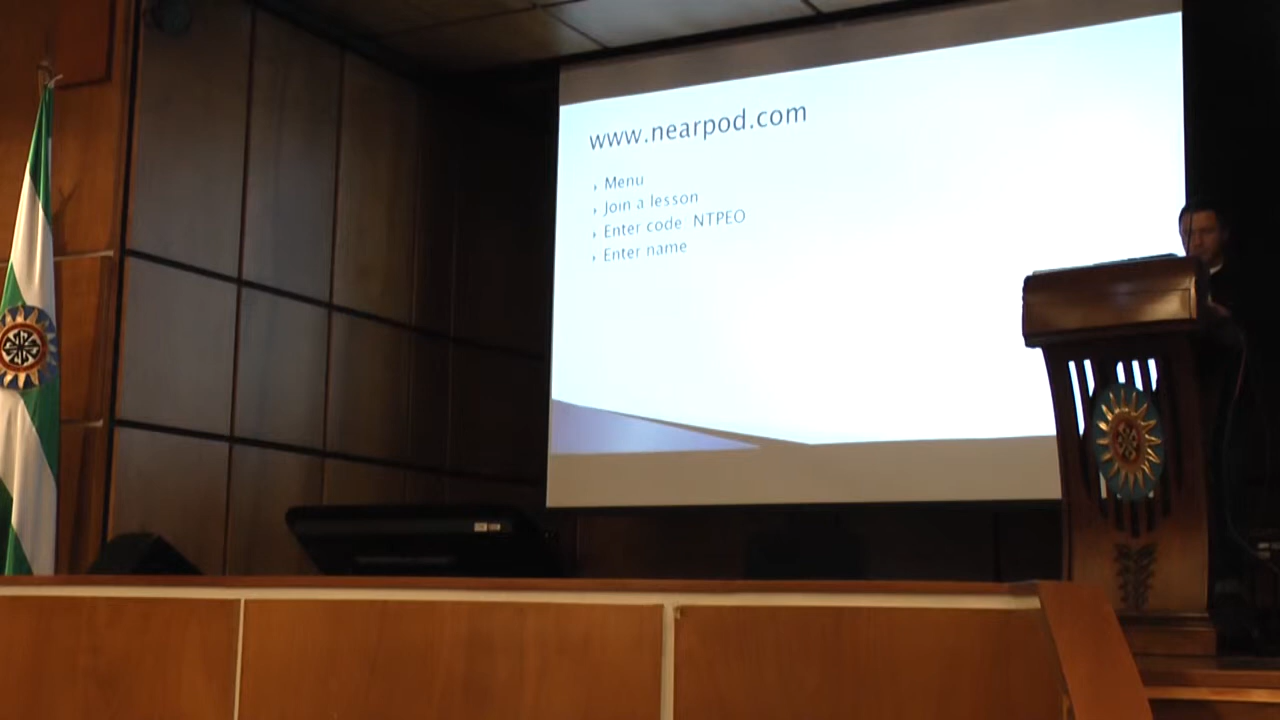 www.nearpod.com
Menu
Join a lesson
Enter code NTPEO
Enter name